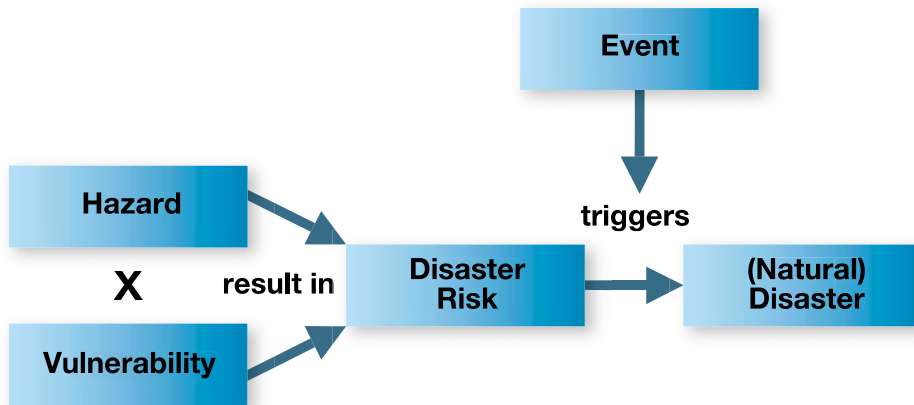 Event
Hazard
triggers
X
result in
Disaster
Risk
(Natural)
Disaster
Vulnerability